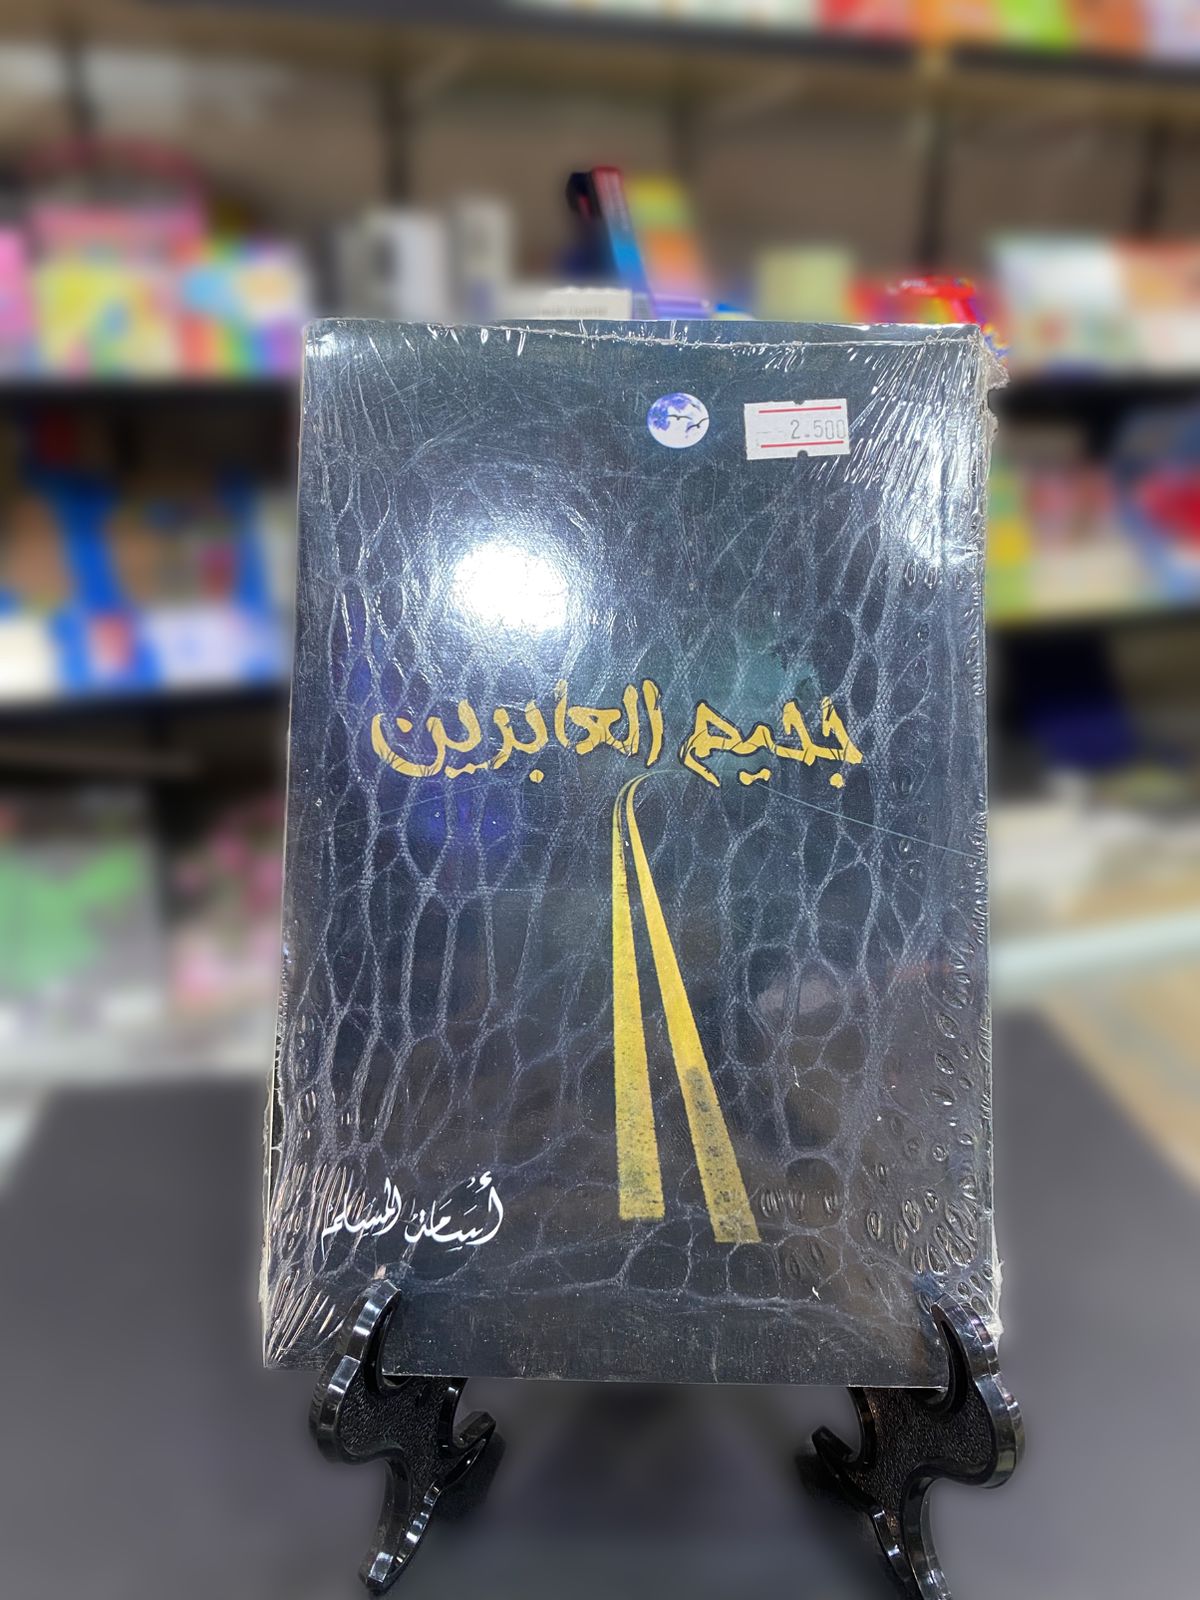 2.500
جحيم العابرين
أسامة المسلم